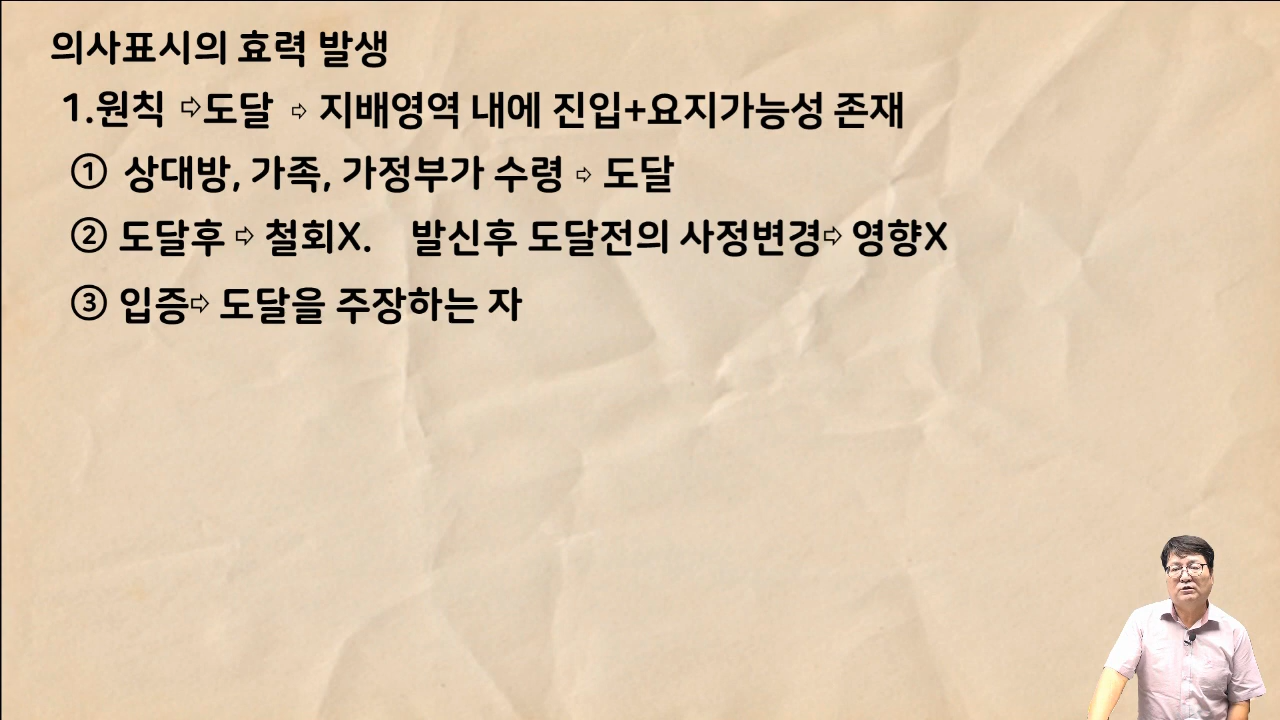 의사표시의 효력 발생
1.원칙 ⇨도달 ⇨ 지배영역 내에 진입+요지가능성 존재
① 상대방, 가족, 가정부가 수령 ⇨ 도달
② 도달후 ⇨ 철회X. 발신후 도달전의 사정변경⇨ 영향X
③ 입증⇨ 도달을 주장하는 자